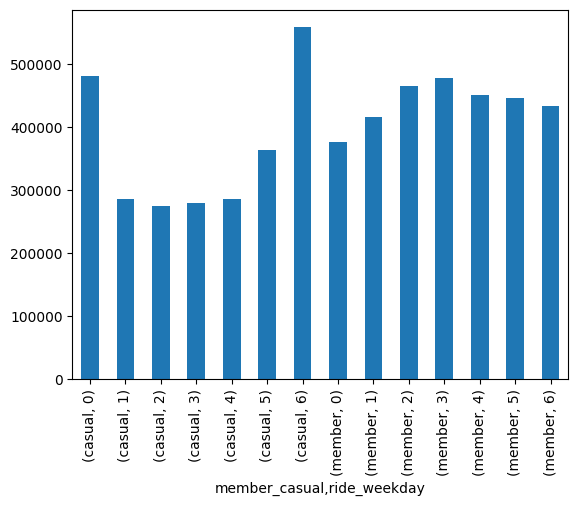 500000
400000
300000
200000
100000
0
(casual, 0)
(casual, 1)
(casual, 2)
(casual, 3)
(casual, 4)
(casual, 5)
(casual, 6)
(member, 0)
(member, 1)
(member, 2)
(member, 3)
(member, 4)
(member, 5)
(member, 6)
member_casual,ride_weekday